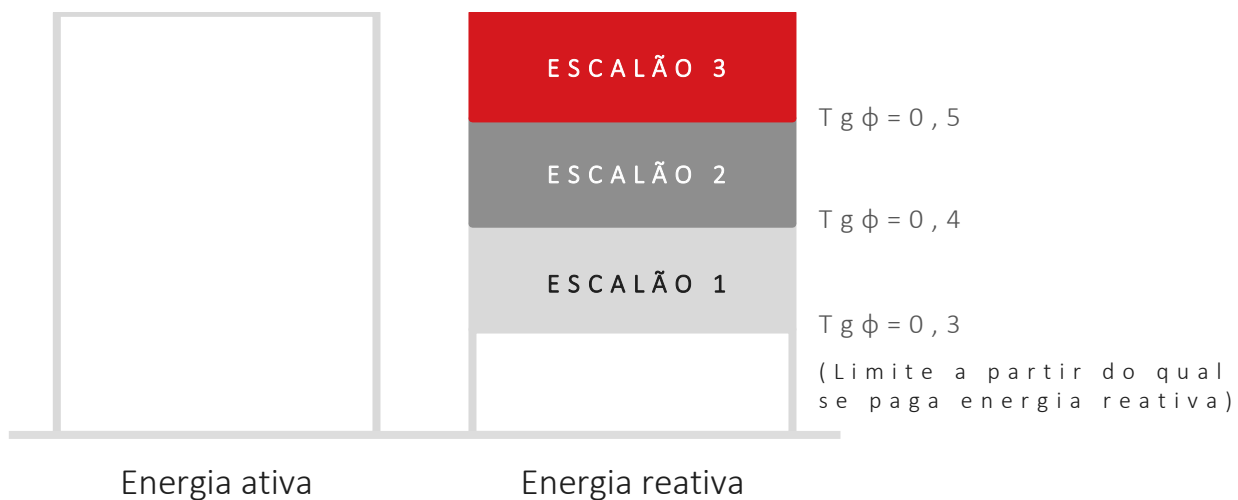 ESCALÃO 3
Tg ϕ = 0,5
ESCALÃO 2
Tg ϕ = 0,4
ESCALÃO 1
Tg ϕ = 0,3
(Limite a partir do qual
se paga energia reativa)
Energia ativa
Energia reativa